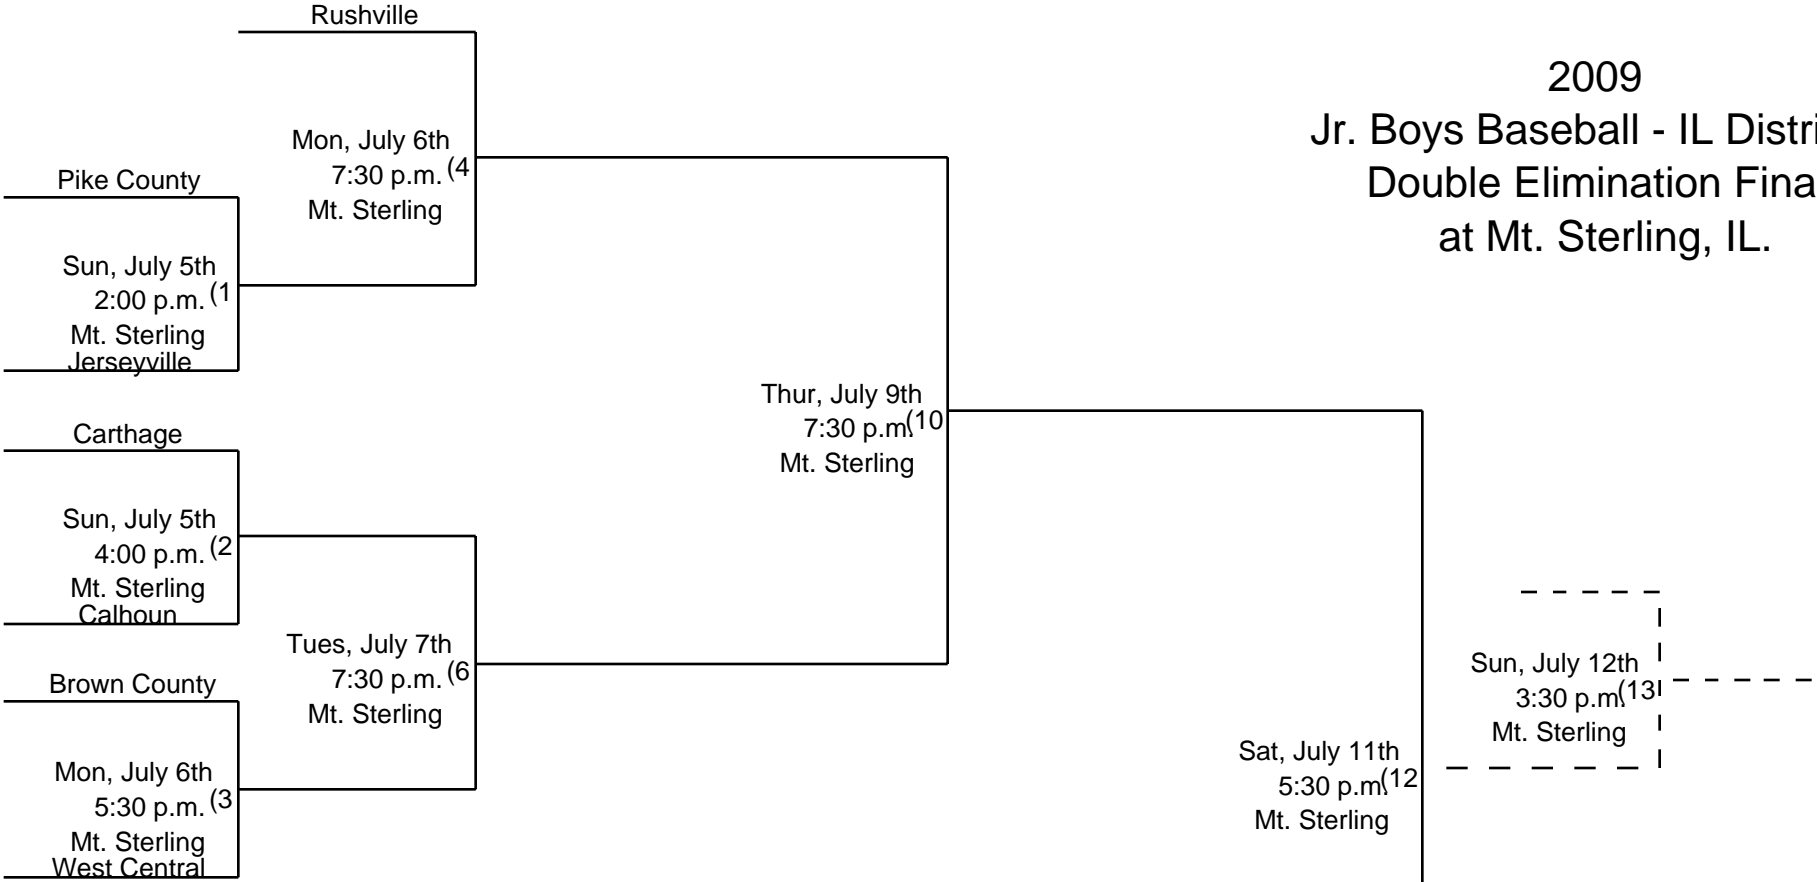 Rushville
2009
Jr. Boys Baseball - IL Distri
Double Elimination Fina
at Mt. Sterling, IL.
Mon, July 6th
7:30 p.m. (4
Mt. Sterling
Pike County
Sun, July 5th
2:00 p.m. (1
Mt. Sterling
Jerseyville
Thur, July 9th
7:30 p.m. (10
Mt. Sterling
Carthage
Sun, July 5th
4:00 p.m. (2
Mt. Sterling
Calhoun
Tues, July 7th
7:30 p.m. (6
Mt. Sterling
Sun, July 12th
3:30 p.m. (13
Mt. Sterling
Brown County
Mon, July 6th
5:30 p.m. (3
Mt. Sterling
West Central
Sat, July 11th
5:30 p.m. (12
Mt. Sterling